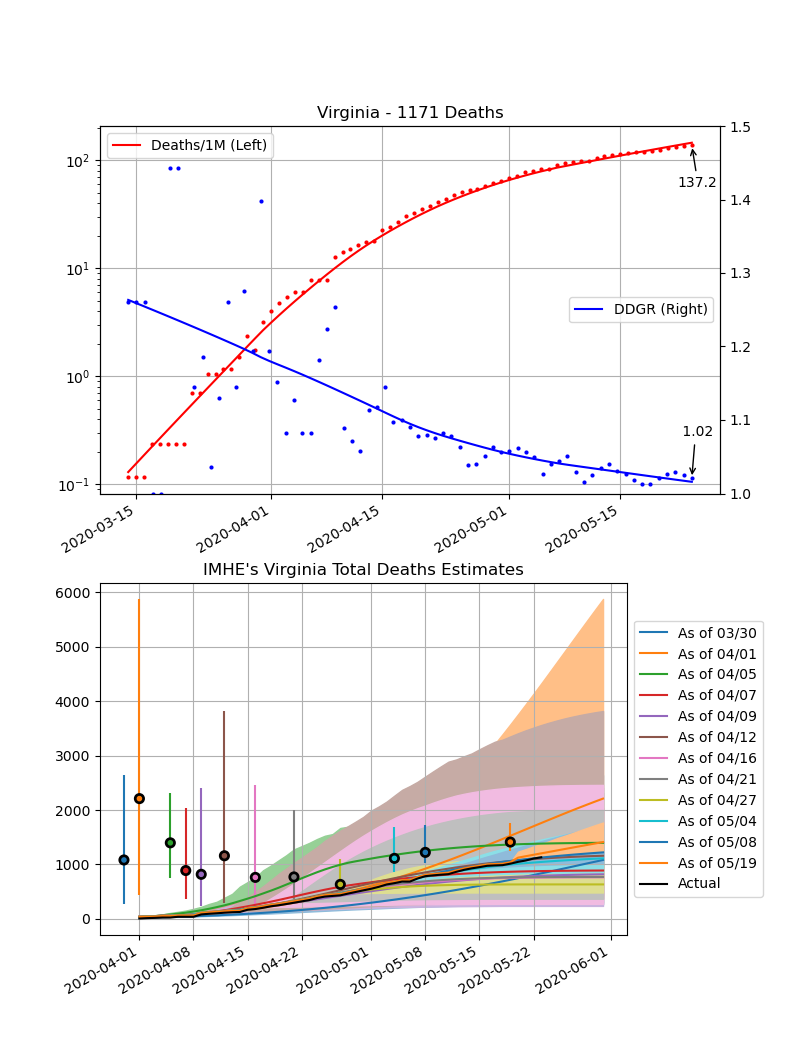 Virginia - 1171 Deaths
Deaths/1M (Left)
DDGR (Right)
137.2
1.02
10²
10¹
10⁰
10⁻¹
1.5
1.4
1.3
1.2
1.1
1.0
2020-03-15
2020-04-01
2020-04-15
2020-05-01
2020-05-15
IMHE's Virginia Total Deaths Estimates
6000
5000
4000
3000
2000
1000
0
2020-04-01
2020-04-08
2020-04-15
2020-04-22
2020-05-01
2020-05-08
2020-05-15
2020-05-22
2020-06-01
As of 03/30
As of 04/01
As of 04/05
As of 04/07
As of 04/09
As of 04/12
As of 04/16
As of 04/21
As of 04/27
As of 05/04
As of 05/08
As of 05/19
Actual